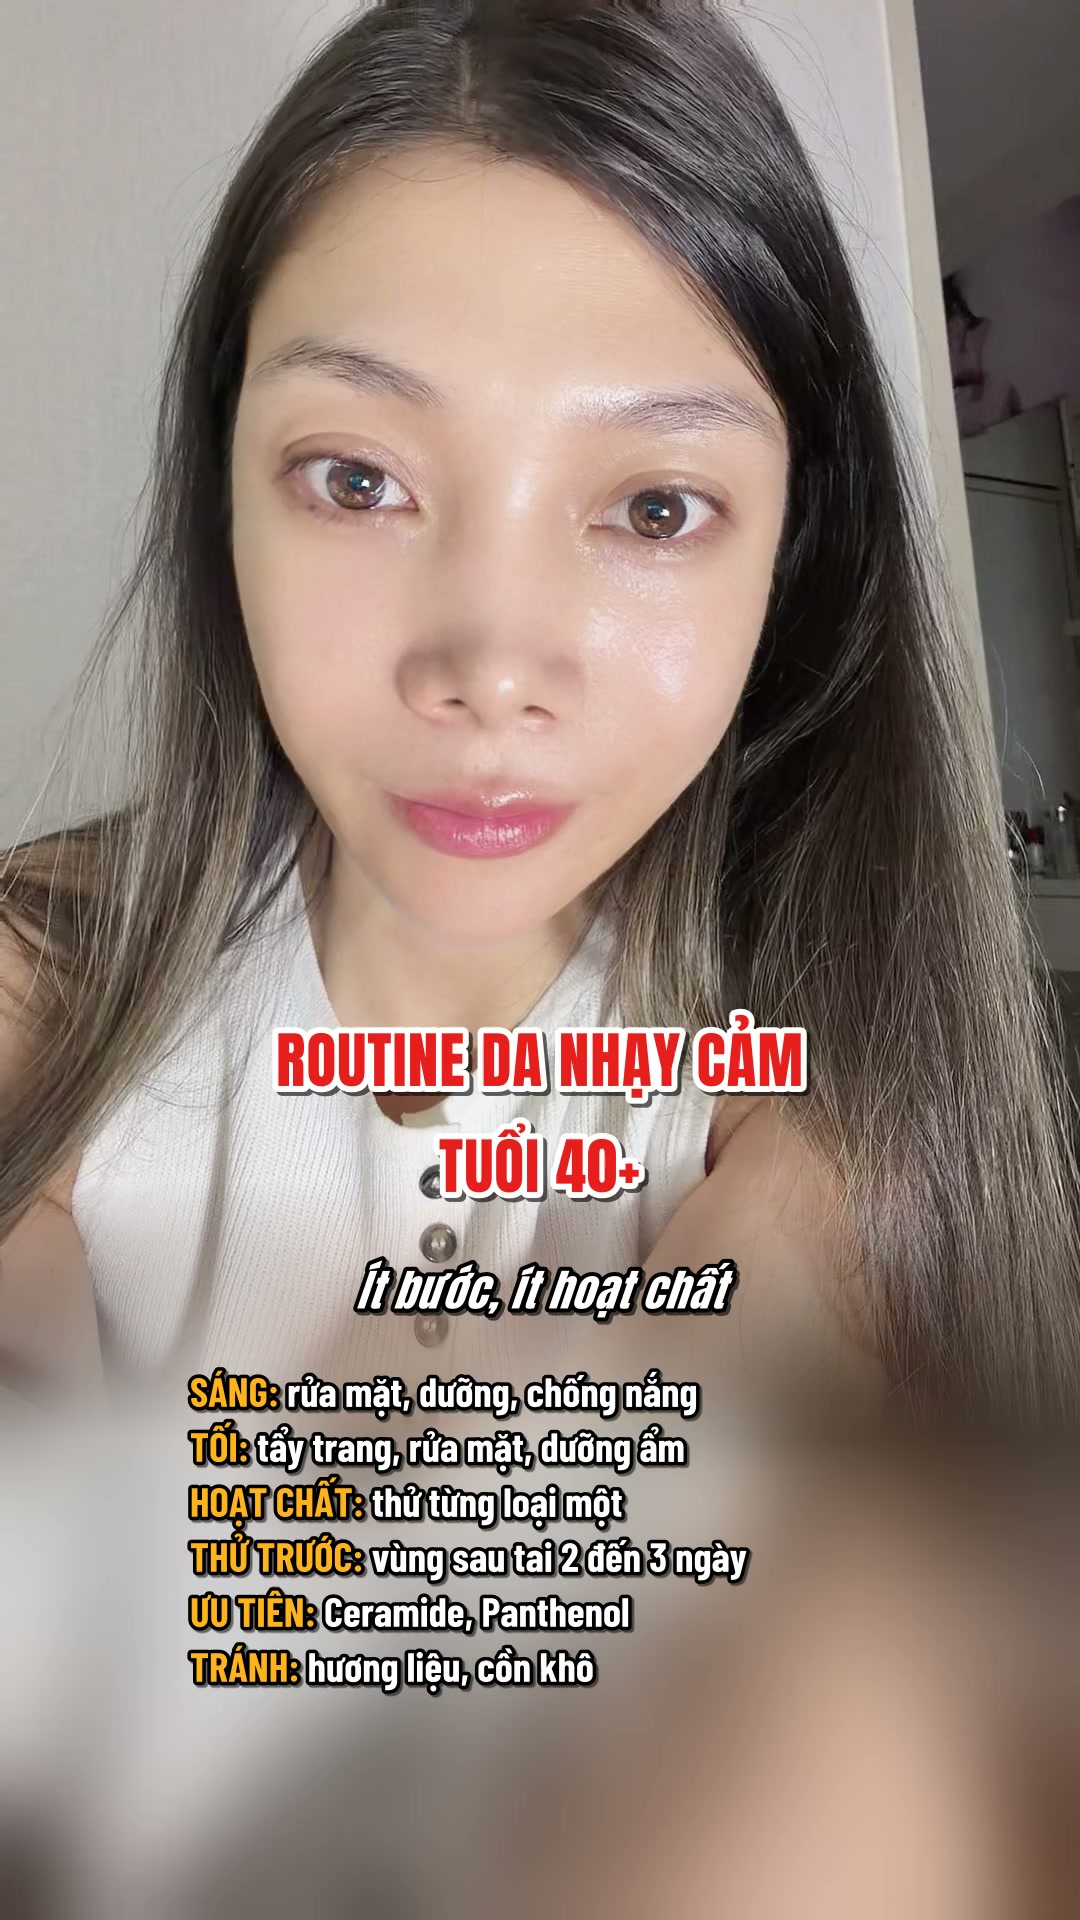 ROUTINE DA NHẠY CẢM
TUỔI 40+
Ít bước, ít hoạt chất
SÁNG: rửa mặt, dưỡng, chống nắng
TỐI: tẩy trang, rửa mặt, dưỡng ẩm
HOẠT CHẤT: thử từng loại một
THỬ TRƯỚC: vùng sau tai 2 đến 3 ngày
ƯU TIÊN: Ceramide, Panthenol
TRÁNH: hương liệu, cồn khô